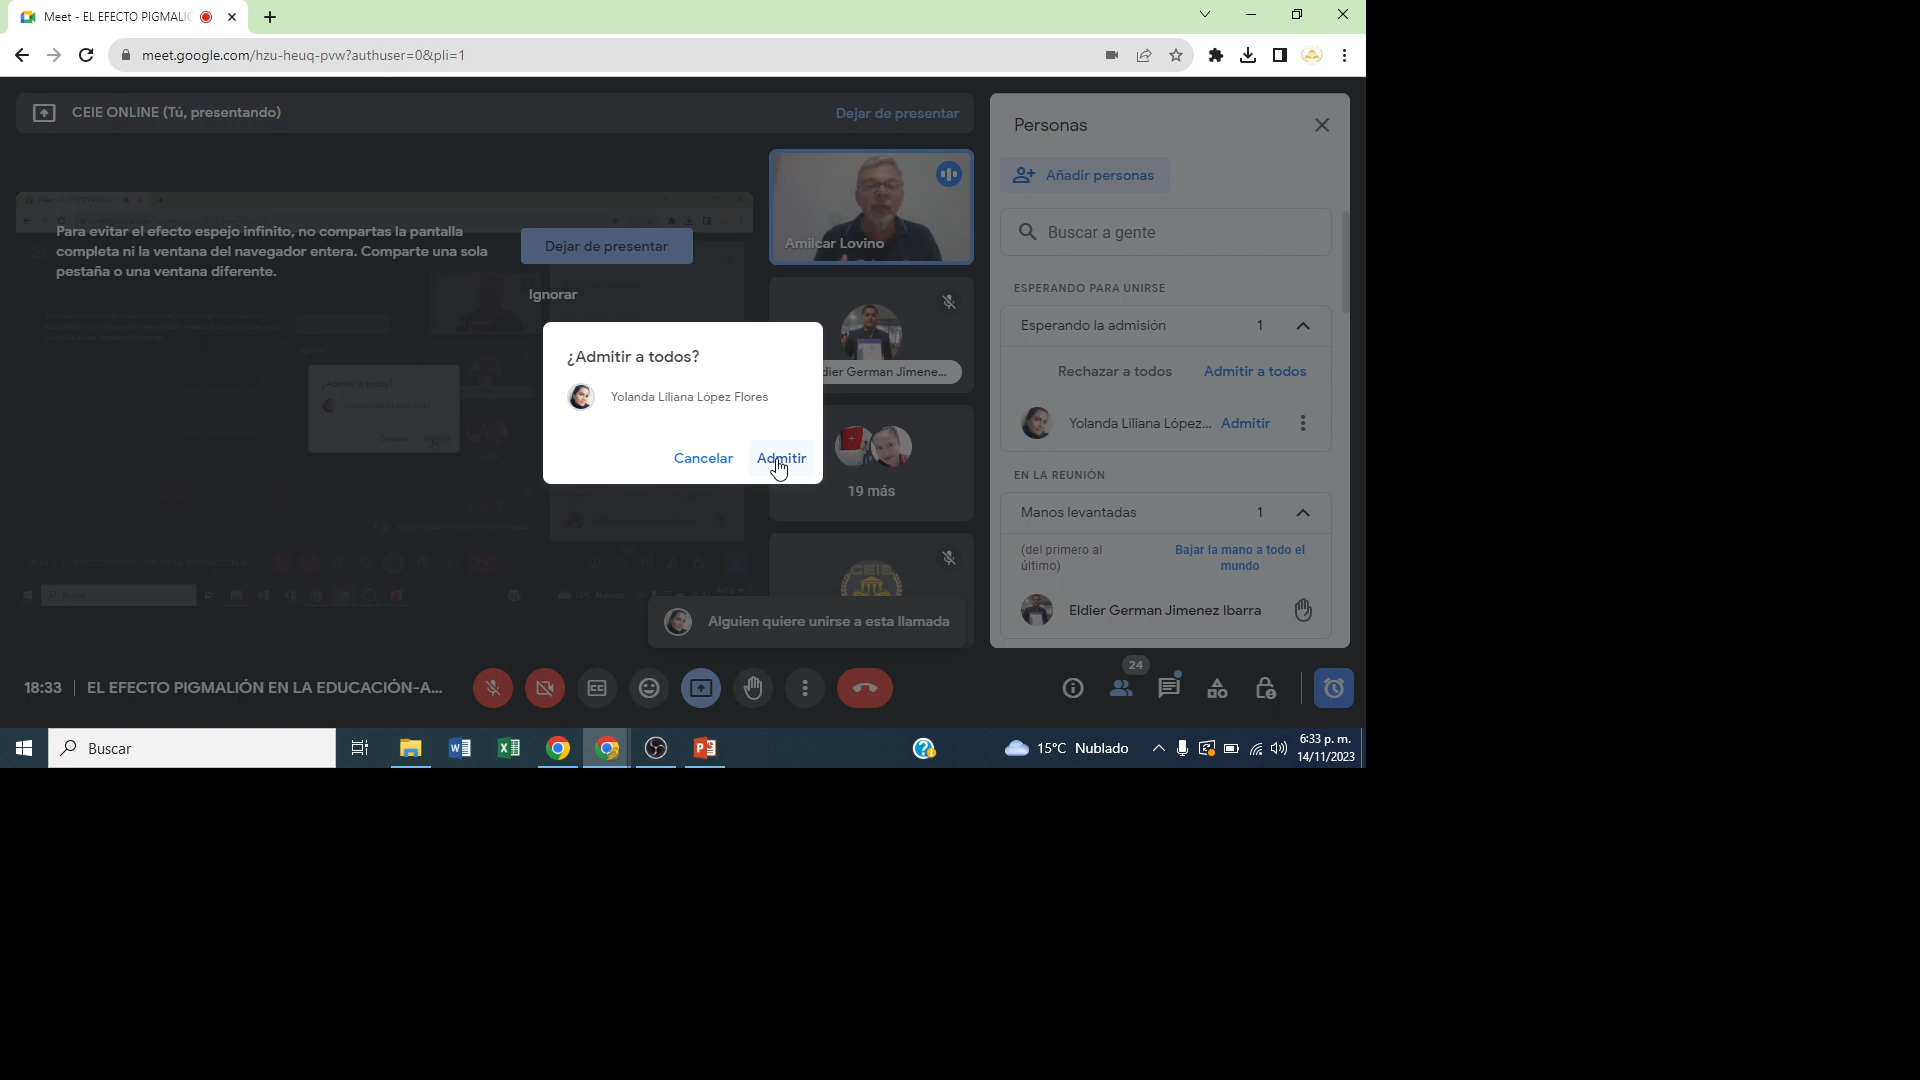 Meet - EL EFECTO PIGMALIÓ
meet.google.com/hzu-heuq-pvw?authuser=0&pli=1
CEIE ONLINE (Tú, presentando)
Dejar de presentar
Para evitar el efecto espejo infinito, no compartas la pantalla
completa ni la ventana del navegador entera. Comparte una sola
pestaña o una ventana diferente.
Dejar de presentar
Ignorar
Amilcar Lovino
dier German Jimene...
19 más
¿Admitir a todos?
Yolanda Liliana López Flores
Cancelar
Admitir
Alguien quiere unirse a esta llamada
Personas
Añadir personas
Buscar a gente
ESPERANDO PARA UNIRSE
Esperando la admisión 1
Rechazar a todos
Admitir a todos
Yolanda Liliana López... Admitir
EN LA REUNIÓN
Manos levantadas 1
(del primero al
último)
Bajar la mano a todo el
mundo
Eldier German Jimenez Ibarra
18:33 | EL EFECTO PIGMALIÓN EN LA EDUCACIÓN-A...
24
Buscar
15°C Nublado
6:33 p. m.
14/11/2023